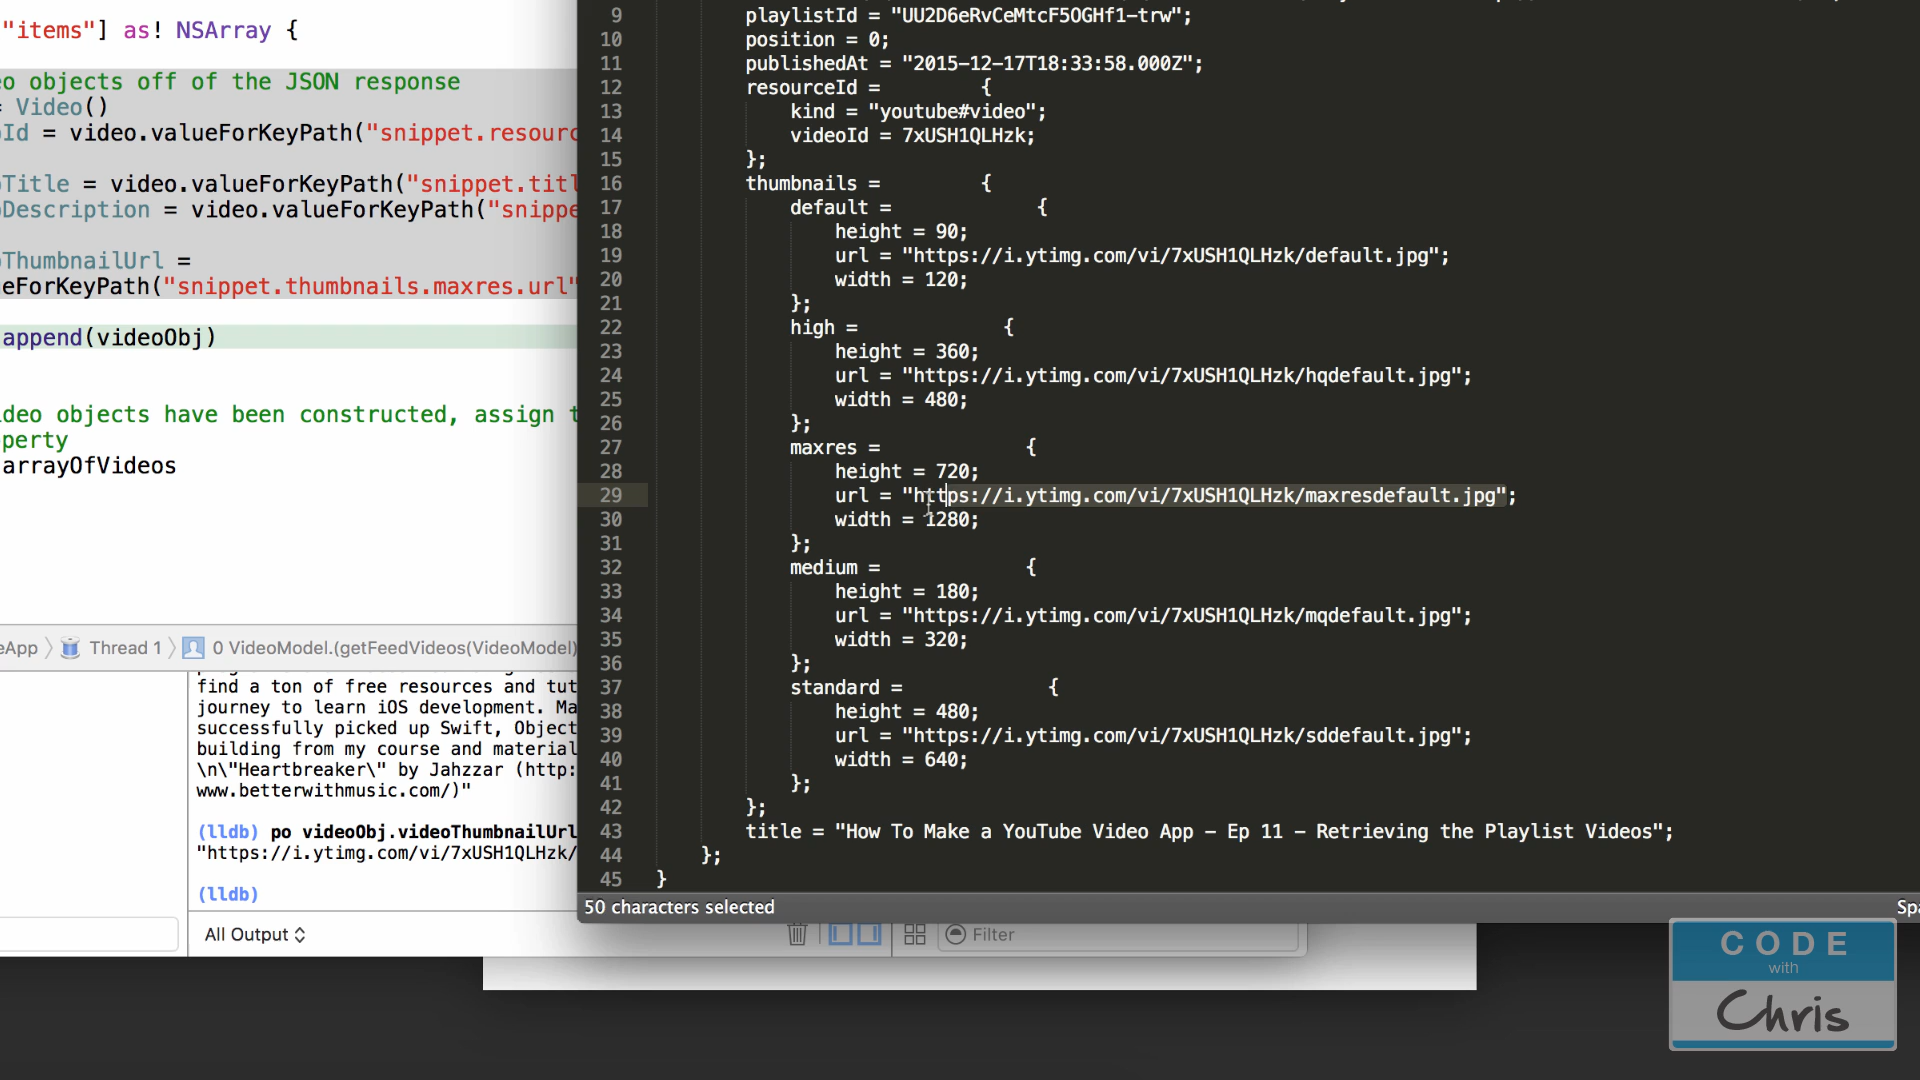 "items"] as! NSArray {
o objects off of the JSON response
= Video()
Id = video.valueForKeyPath("snippet.resourc
Title = video.valueForKeyPath("snippet.titl
Description = video.valueForKeyPath("snippe
ThumbnailUrl =
eForKeyPath("snippet.thumbnails.maxres.url"
append(videoObj)
deo objects have been constructed, assign t
perty
arrayOfVideos
eApp
Thread 1
0 VideoModel.(getFeedVideos(VideoModel)
find a ton of free resources and tut
journey to learn iOS development. Ma
successfully picked up Swift, Object
building from my course and material
\n\"Heartbreaker\" by Jahzzar (http:
www.betterwithmusic.com/)"
(lldb) po videoObj.videoThumbnailUrl
"https://i.ytimg.com/vi/7xUSH1QLHzk/
(lldb)
All Output
Filter
9 playlistId = "UU2D6eRvCeMtcF5OGHf1-trw";
10 position = 0;
11 publishedAt = "2015-12-17T18:33:58.000Z";
12 resourceId = {
13 kind = "youtube#video";
14 videoId = 7xUSH1QLHzk;
15 };
16 thumbnails = {
17 default = {
18 height = 90;
19 url = "https://i.ytimg.com/vi/7xUSH1QLHzk/default.jpg";
20 width = 120;
21 };
22 high = {
23 height = 360;
24 url = "https://i.ytimg.com/vi/7xUSH1QLHzk/hqdefault.jpg";
25 width = 480;
26 };
27 maxres = {
28 height = 720;
29 url = "https://i.ytimg.com/vi/7xUSH1QLHzk/maxresdefault.jpg";
30 width = 1280;
31 };
32 medium = {
33 height = 180;
34 url = "https://i.ytimg.com/vi/7xUSH1QLHzk/mqdefault.jpg";
35 width = 320;
36 };
37 standard = {
38 height = 480;
39 url = "https://i.ytimg.com/vi/7xUSH1QLHzk/sddefault.jpg";
40 width = 640;
41 };
42 };
43 title = "How To Make a YouTube Video App - Ep 11 - Retrieving the Playlist Videos";
44 };
45 }
50 characters selected
Spa
CODE
with
Chris